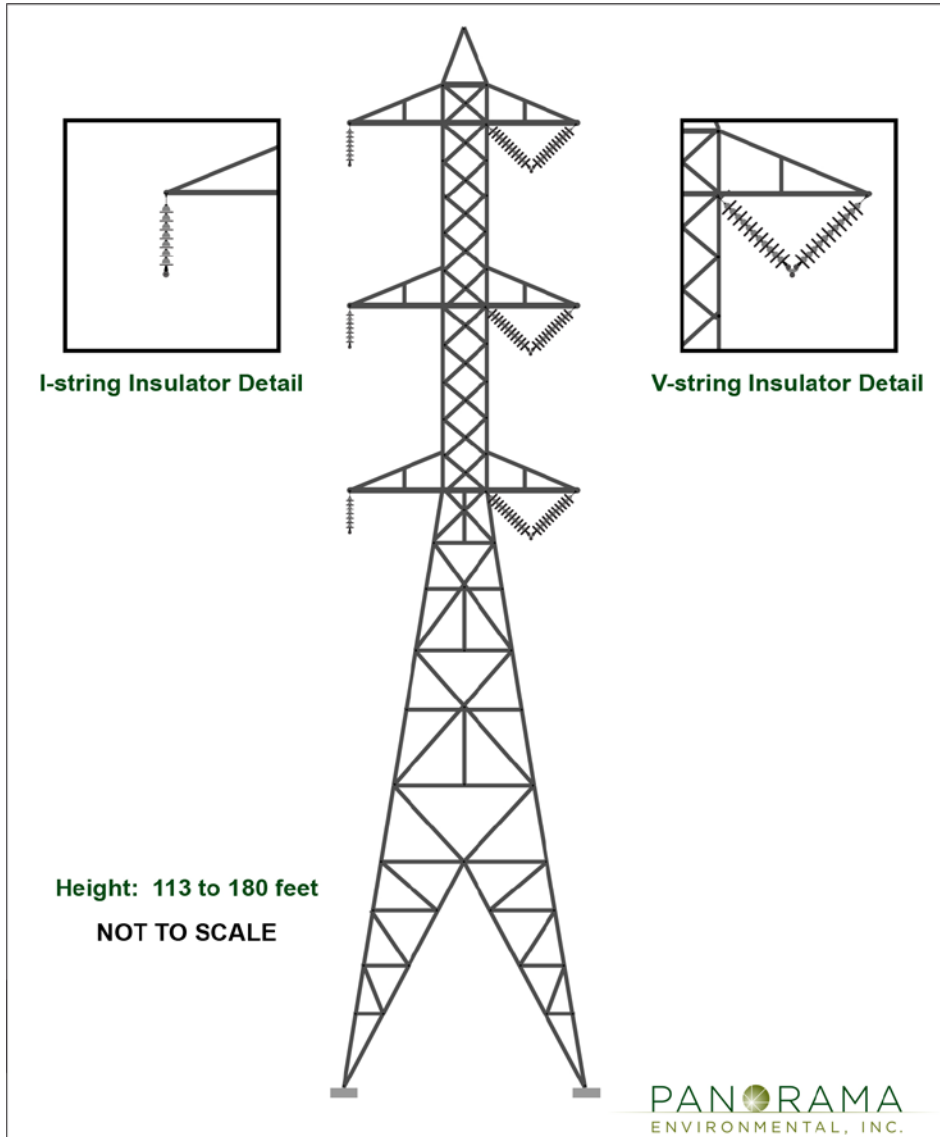 I-string Insulator Detail
V-string Insulator Detail
Height: 113 to 180 feet
NOT TO SCALE
PANORAMA
ENVIRONMENTAL, INC.